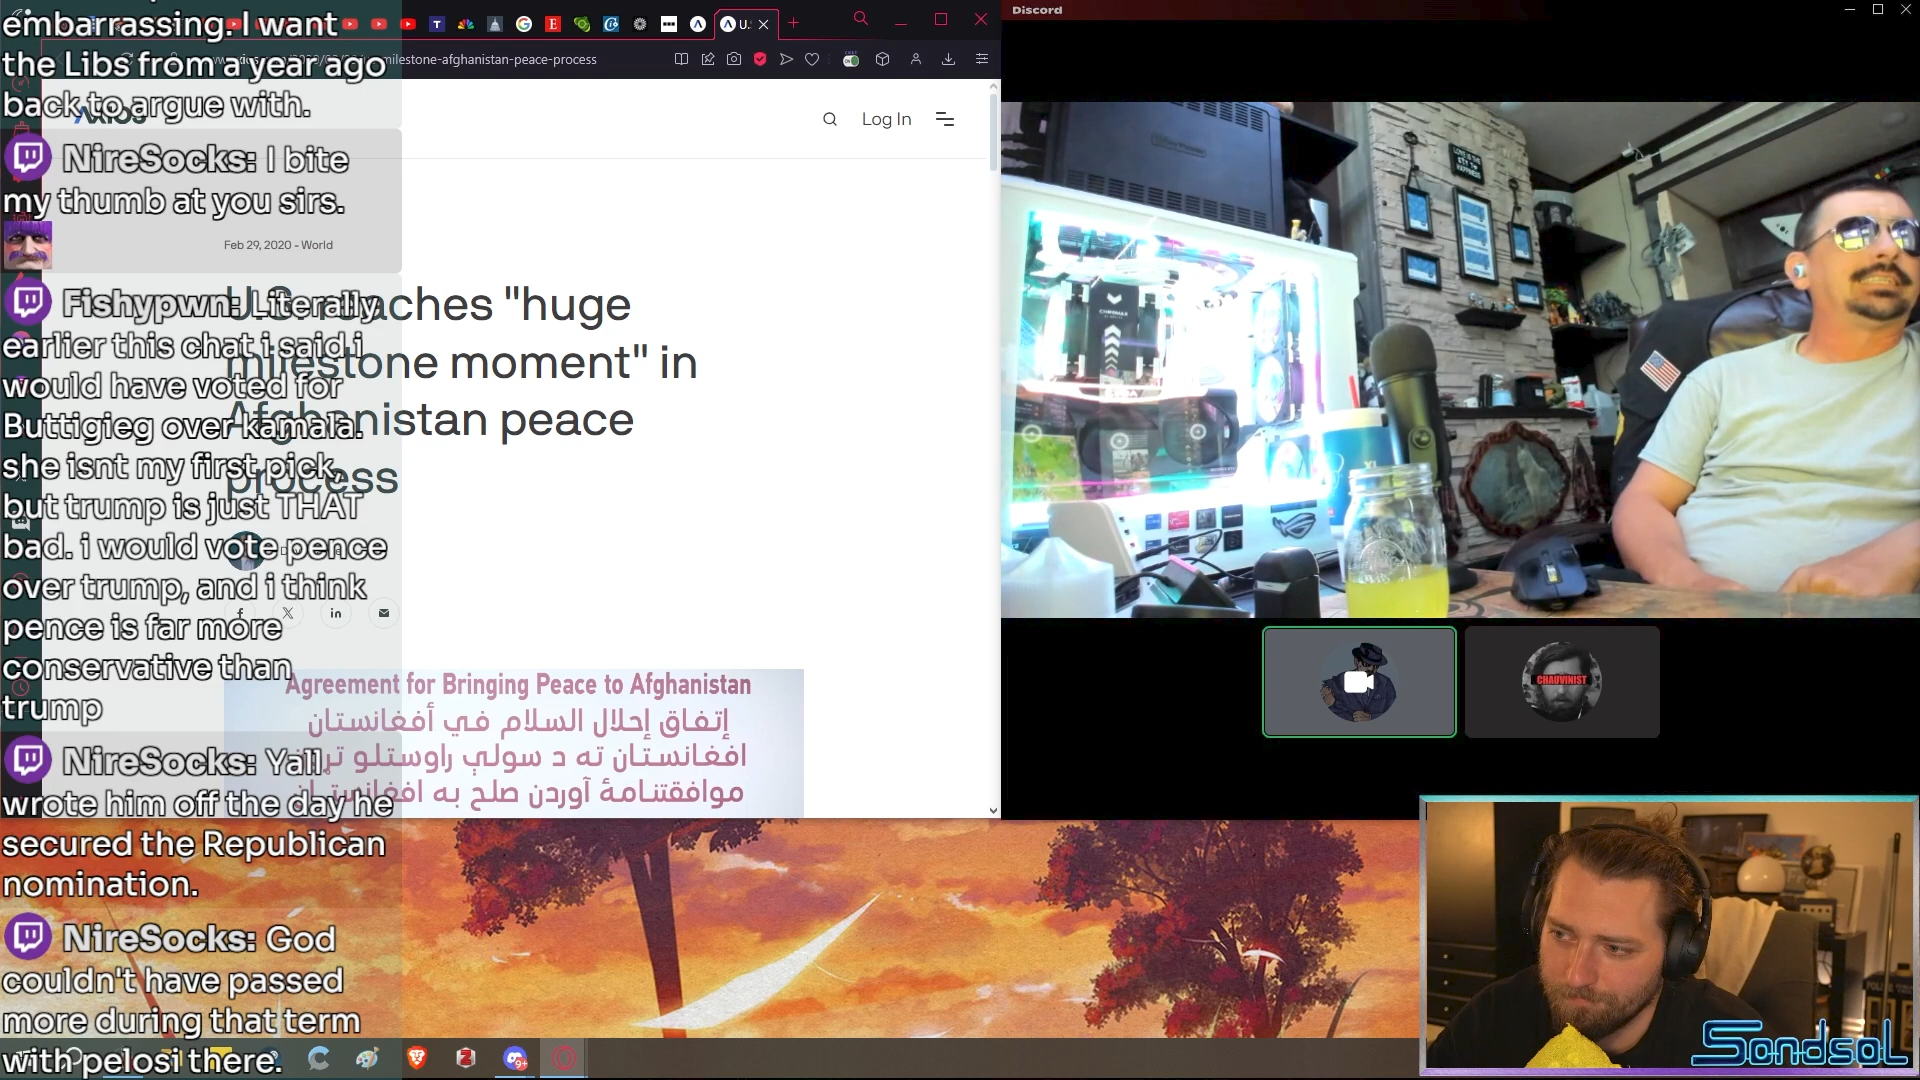 embarrassing. I want
the Libs from a year ago
back to argue with.
NireSocks: I bite
my thumb at you sirs.
Fishypwn: Literally
earlier this chat i said i
would have voted for
Buttigieg over kamala.
she isnt my first pick,
but trump is just THAT
bad. i would vote pence
over trump, and i think
pence is far more
conservative than
trump
NireSocks: Yall
wrote him off the day he
secured the Republican
nomination.
NireSocks: God
couldn't have passed
more during that term
with pelosi there.
milestone-afghanistan-peace-process
AXIOS
Log In
Feb 29, 2020 - World
U.S. reaches "huge
milestone moment" in
Afghanistan peace
process
Agreement for Bringing Peace to Afghanistan
إتفاق إحلال السلام في أفغانستان
افغانستان ته د سولې راوستلو
موافقتنامۀ آوردن صلح به افغانستان
Discord
CHAUVINIST
Sondsol